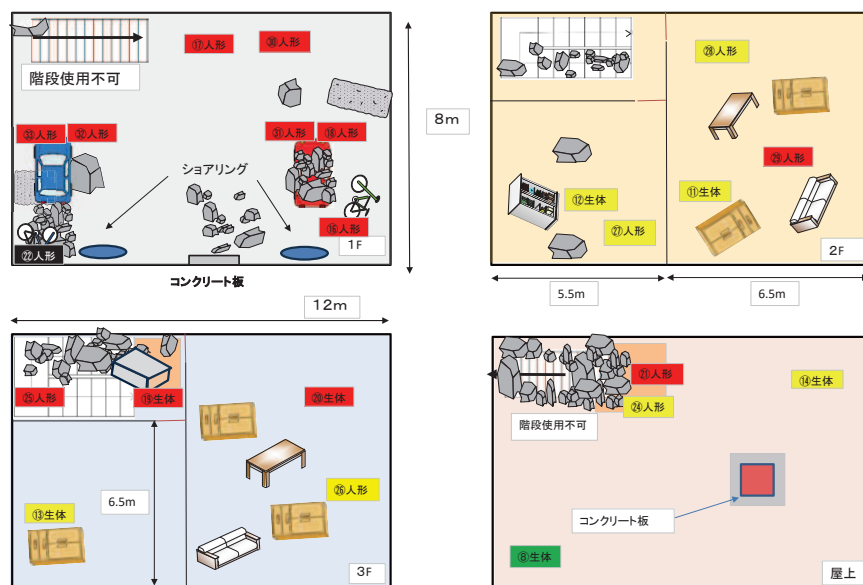 ⑰人形
㉚人形
階段使用不可
㉝人形
㉜人形
㉛人形
⑱人形
ショアリング
⑯人形
㉒人形
1F
コンクリート板
8m
12m
㉘人形
㉙人形
⑪生体
⑫生体
㉗人形
2F
5.5m
6.5m
㉕人形
⑲生体
⑳生体
㉖人形
6.5m
⑬生体
3F
㉑人形
㉔人形
階段使用不可
⑭生体
コンクリート板
⑧生体
屋上